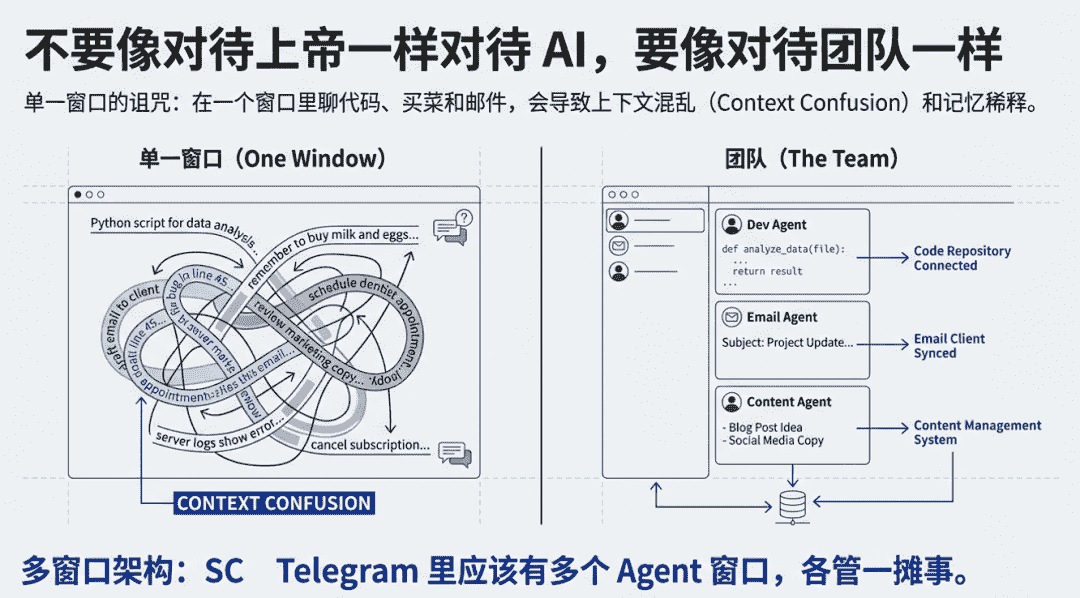 不要像对待上帝一样对待 AI，要像对待团队一样
单一窗口的诅咒：在一个窗口里聊代码、买菜和邮件，会导致上下文混乱（Context Confusion）和记忆稀释。
单一窗口（One Window）
Python script for data analysis..
remember to buy milk and eggs...
?
draft email to client
bug in line 45..
schedule dentist appointment...
review marketing copy...
line 45...
appointment
this email...
server logs show error...
cancel subscription...
CONTEXT CONFUSION
团队（The Team）
Dev Agent
def analyze_data(file):
...
return result
...
Code Repository
Connected
Email Agent
Subject: Project Update...
Email Client
Synced
Content Agent
- Blog Post Idea
- Social Media Copy
Content Management
System
多窗口架构：SC Telegram 里应该有多个 Agent 窗口，各管一摊事。